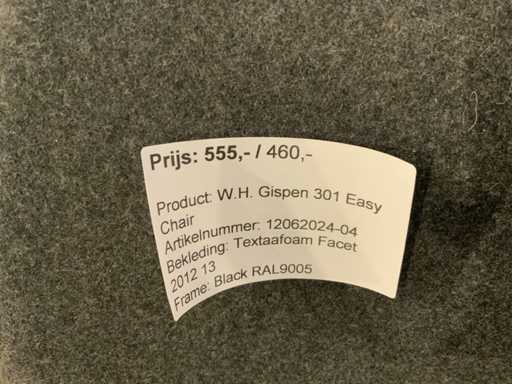 Prijs: 555,- / 460,-
Product: W.H. Gispen 301 Easy
Chair
Artikelnummer: 12062024-04
Bekleding: Textaafoam Facet
2012 13
Frame: Black RAL9005